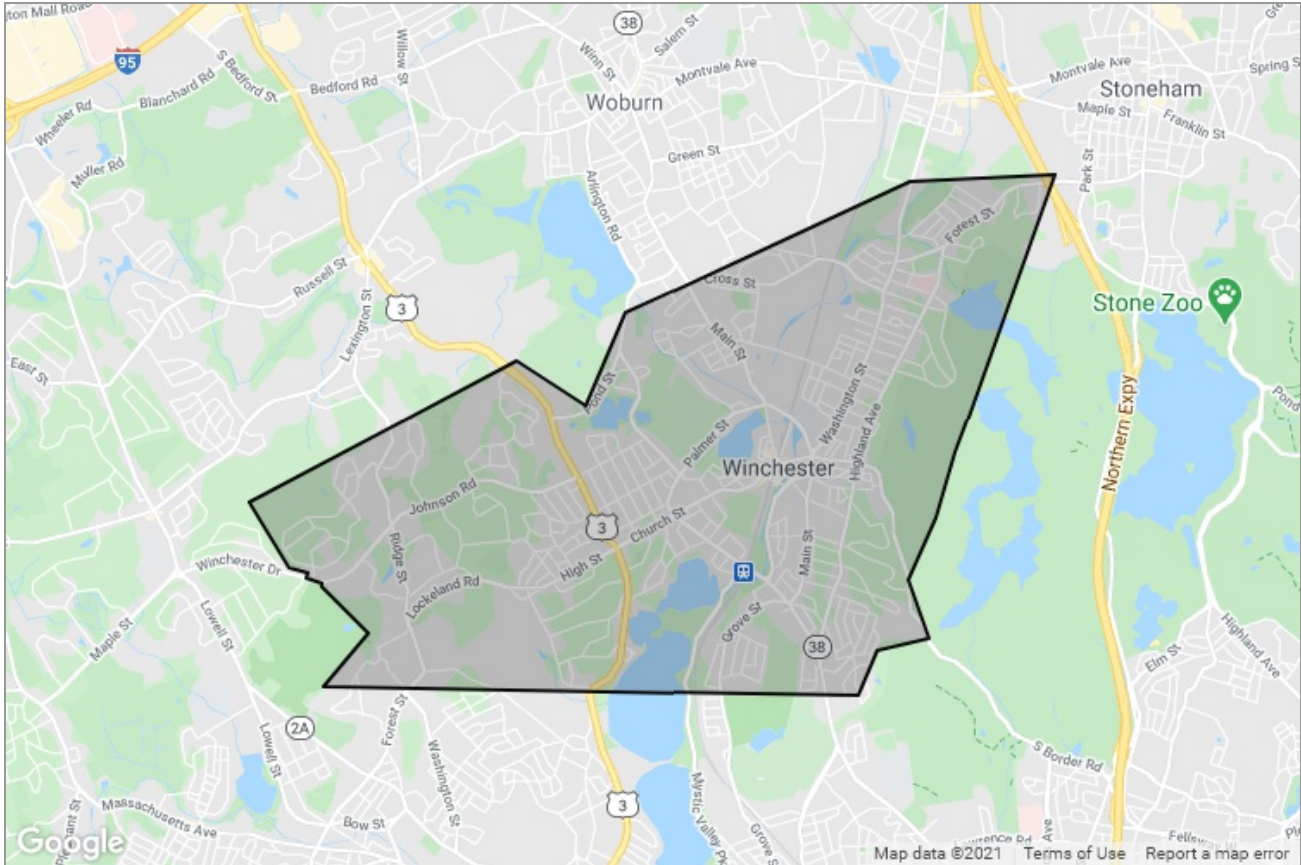 gton Mall Road
38
Salem St
Winn St
Willow St
95
S Bedford St
Montvale Ave
Montvale Ave
Spring S
Stoneham
Blanchard Rd
Bedford Rd
Woburn
Maple St
Wheeler Rd
Franklin St
Green St
Muller Rd
Park St
Arlington Rd
Forest St
Russell St
Cross St
Stone Zoo
3
Lexington St
Main St
East St
Pond St
Pond
Northern Expy
Washington St
Palmer St
Highland Ave
Winchester
Johnson Rd
3
Church St
Ridge St
High St
Main St
Winchester Dr
Lockeland Rd
Lowell St
Grove St
Maple St
38
Highland Ave
Elm St
Forest St
2A
Lowell St
Washington St
S Border Rd
Massachusetts Ave
Bow St
3
Mystic Valley Pk
Grove S
Ave
Fellsway W
Google
Map data ©2021 Terms of Use Report a map error